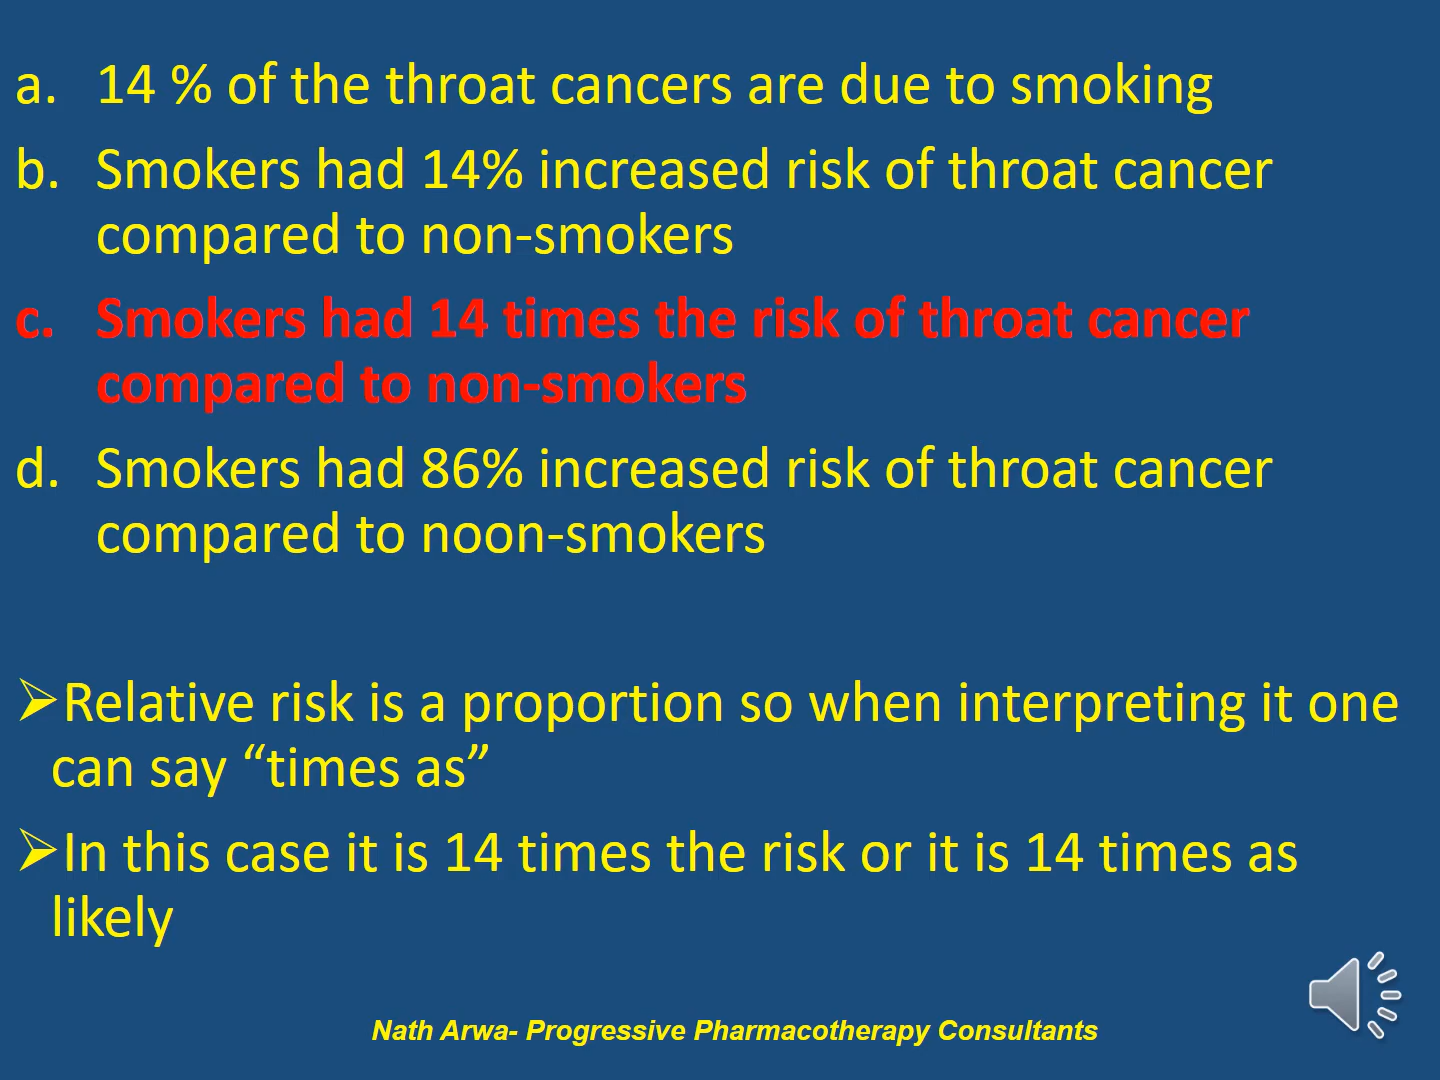 a. 14 % of the throat cancers are due to smoking
b. Smokers had 14% increased risk of throat cancer
compared to non-smokers
c. Smokers had 14 times the risk of throat cancer
compared to non-smokers
d. Smokers had 86% increased risk of throat cancer
compared to noon-smokers
➢Relative risk is a proportion so when interpreting it one
can say “times as”
➢In this case it is 14 times the risk or it is 14 times as
likely
Nath Arwa- Progressive Pharmacotherapy Consultants